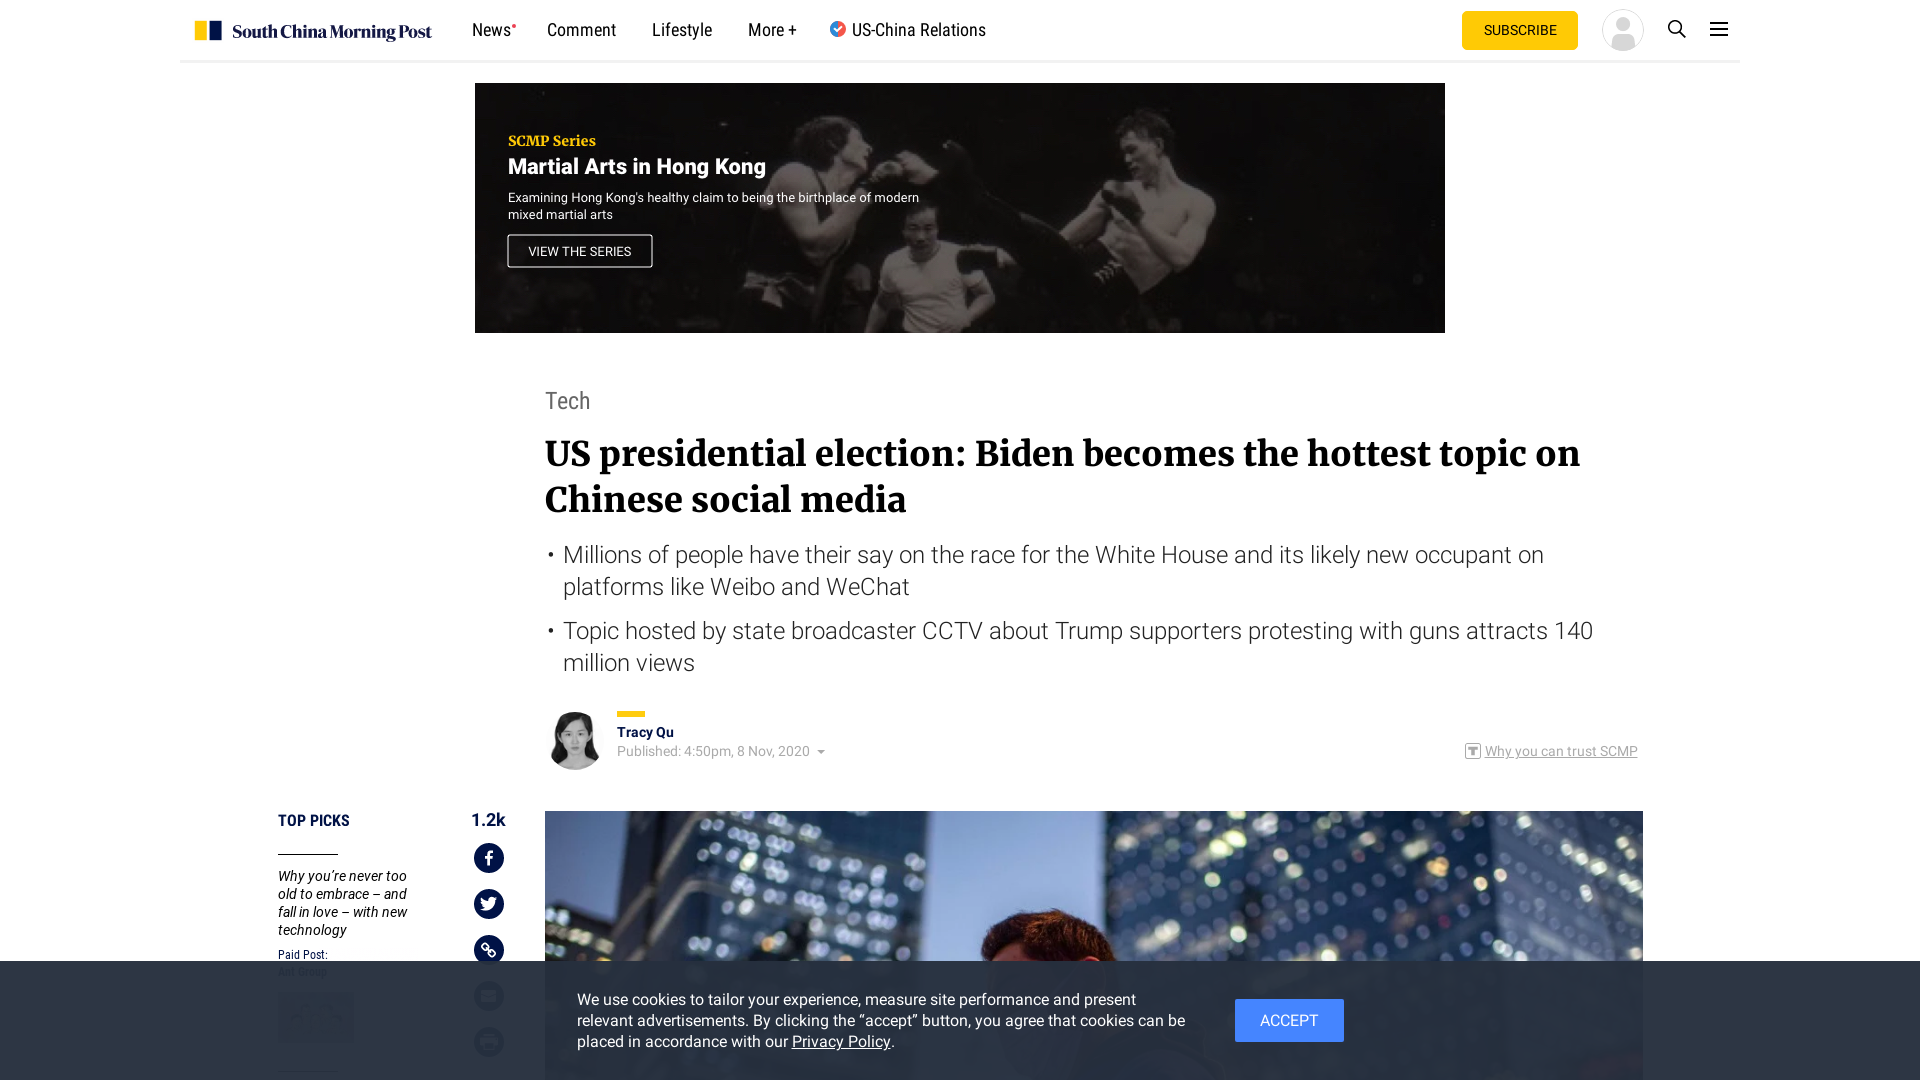 South China Morning Post
News
Comment
Lifestyle
More +
US-China Relations
SUBSCRIBE
SCMP Series
Martial Arts in Hong Kong
Examining Hong Kong's healthy claim to being the birthplace of modern
mixed martial arts
VIEW THE SERIES
Tech
US presidential election: Biden becomes the hottest topic on
Chinese social media
• Millions of people have their say on the race for the White House and its likely new occupant on
platforms like Weibo and WeChat
• Topic hosted by state broadcaster CCTV about Trump supporters protesting with guns attracts 140
million views
Tracy Qu
Published: 4:50pm, 8 Nov, 2020
Why you can trust SCMP
TOP PICKS
Why you’re never too
old to embrace – and
fall in love – with new
technology
Paid Post:
Ant Group
1.2k
We use cookies to tailor your experience, measure site performance and present
relevant advertisements. By clicking the “accept” button, you agree that cookies can be
placed in accordance with our Privacy Policy.
ACCEPT